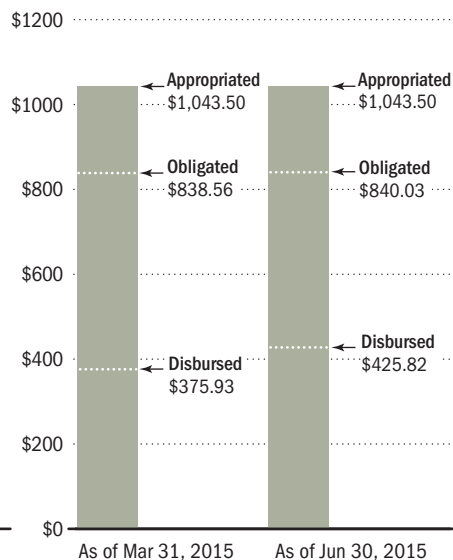 $1200
$1000
$800
$600
$400
$200
$0
Appropriated
$1,043.50
Obligated
$838.56
Disbursed
$375.93
As of Mar 31, 2015
Appropriated
$1,043.50
Obligated
$840.03
Disbursed
$425.82
As of Jun 30, 2015